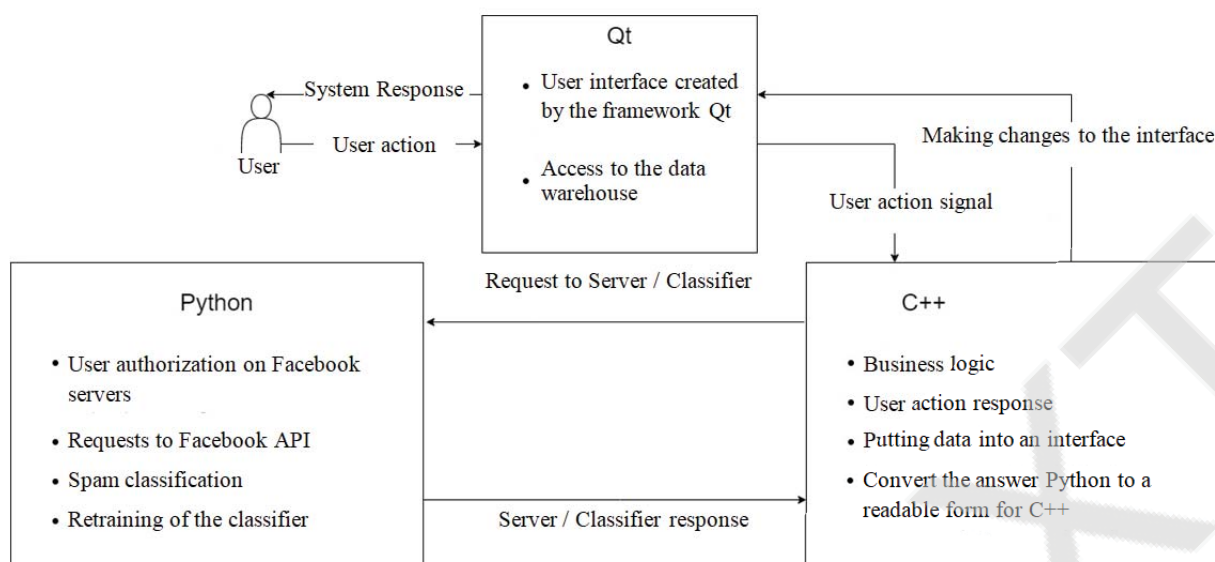 Qt
• User interface created
by the framework Qt
• Access to the data
warehouse
System Response
User action
User
Making changes to the interface
User action signal
Request to Server / Classifier
Python
• User authorization on Facebook
servers
• Requests to Facebook API
• Spam classification
• Retraining of the classifier
Server / Classifier response
C++
• Business logic
• User action response
• Putting data into an interface
• Convert the answer Python to a
readable form for C++